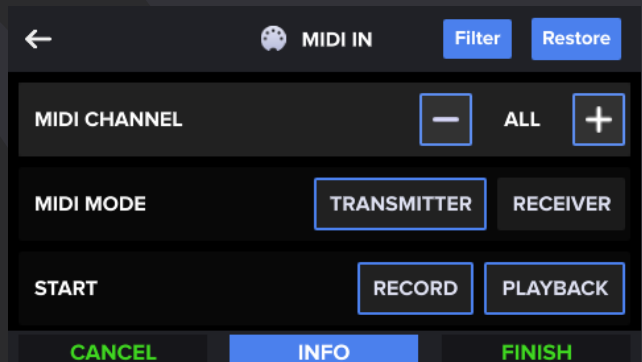 MIDI IN Filter Restore
MIDI CHANNEL ALL
MIDI MODE TRANSMITTER RECEIVER
START RECORD PLAYBACK
CANCEL INFO FINISH